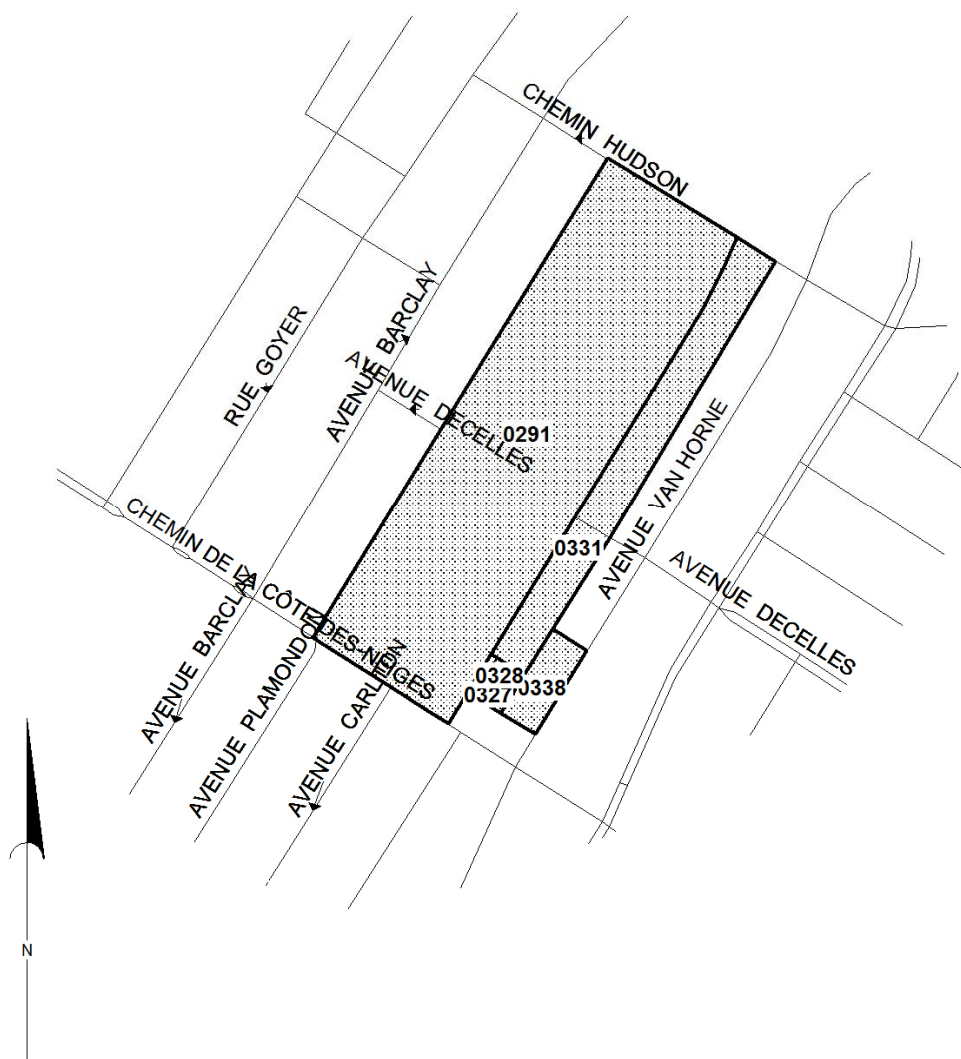 CHEMIN HUDSON
AVENUE BARCLAY
RUE GOYER
AVENUE DECELLES
0291
AVENUE VAN HORNE
0331
AVENUE DECELLES
CHEMIN DE LA CÔTE-DES-NEIGES
AVENUE BARCLAY
AVENUE PLAMONDON
AVENUE CARLTON
0328
0327
0338
N